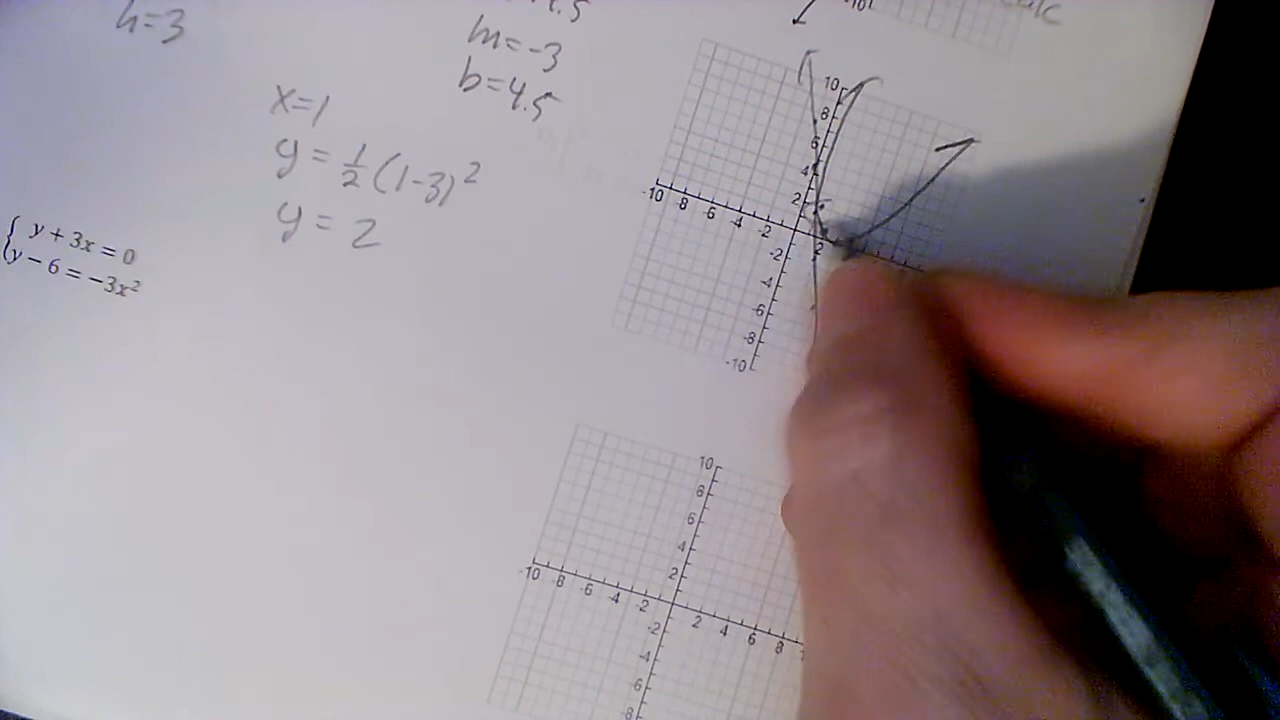 h=3
m=-3
b=4.5
x=1
y = 1/2 (1-3)²
y = 2
{ y + 3x = 0
y − 6 = −3x²
10
8
6
4
2
-10 -8 -6 -4 -2 2
-2
-4
-6
-8
-10
10
8
6
4
2
-10 -8 -6 -4 -2 2 4 6 8
-2
-4
-6
-8